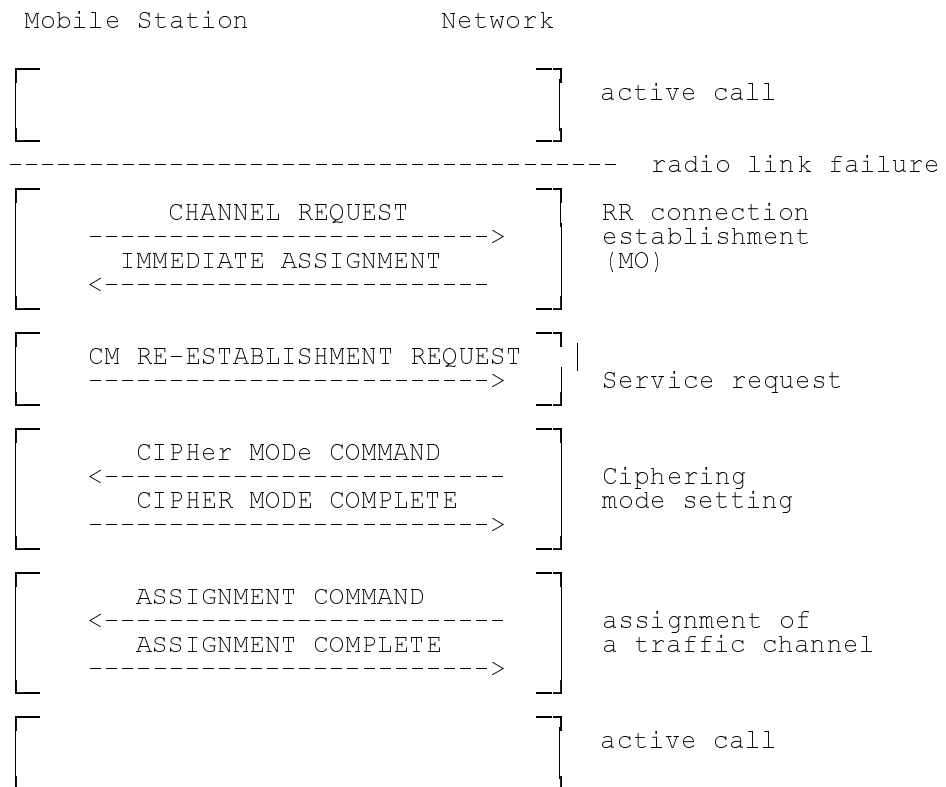 Mobile Station Network
active call
radio link failure
CHANNEL REQUEST RR connection
establishment
IMMEDIATE ASSIGNMENT (MO)
CM RE-ESTABLISHMENT REQUEST
Service request
CIPHer MODe COMMAND
Ciphering
CIPHER MODE COMPLETE mode setting
ASSIGNMENT COMMAND
assignment of
ASSIGNMENT COMPLETE a traffic channel
active call